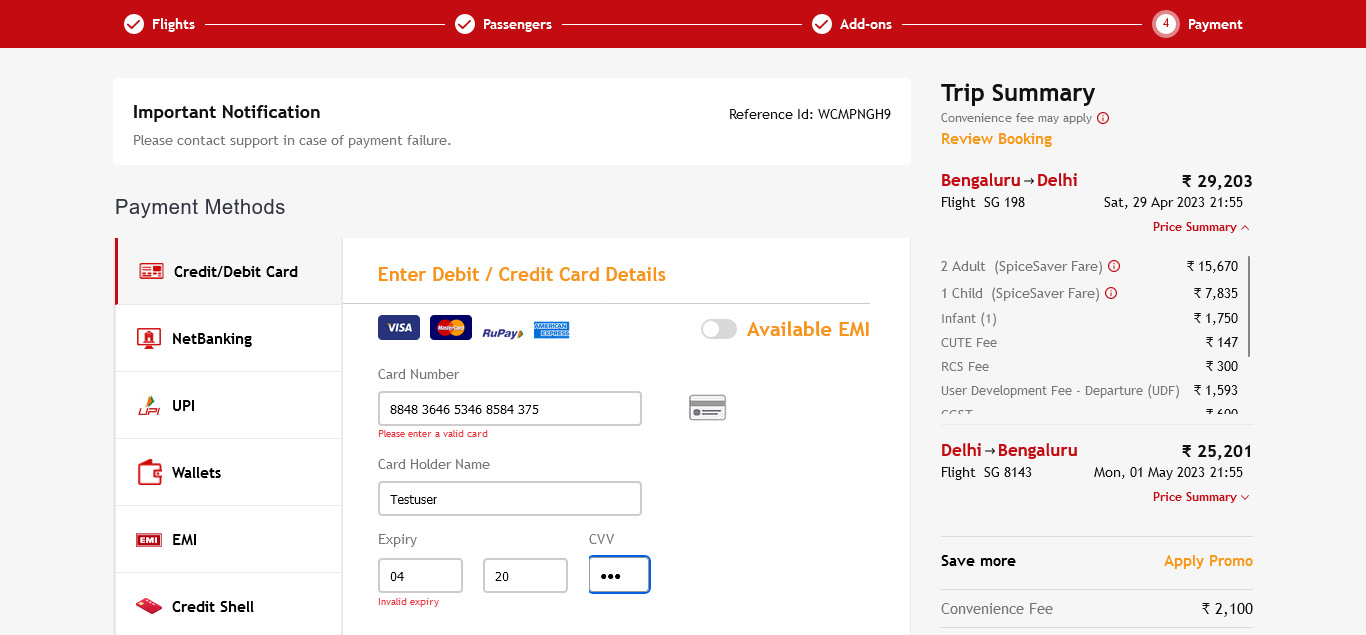 Flights Passengers Add-ons 4 Payment
Important Notification
Reference Id: WCMPNGH9
Please contact support in case of payment failure.
Payment Methods
Credit/Debit Card
NetBanking
UPI UPI
Wallets
EMI EMI
Credit Shell
Enter Debit / Credit Card Details
VISA MasterCard RuPay AMERICAN EXPRESS
Available EMI
Card Number
8848 3646 5346 8584 375
Please enter a valid card
Card Holder Name
Testuser
Expiry CVV
04 20 •••
Invalid expiry
Trip Summary
Convenience fee may apply
Review Booking
Bengaluru→Delhi ₹ 29,203
Flight SG 198 Sat, 29 Apr 2023 21:55
Price Summary
2 Adult (SpiceSaver Fare) ₹ 15,670
1 Child (SpiceSaver Fare) ₹ 7,835
Infant (1) ₹ 1,750
CUTE Fee ₹ 147
RCS Fee ₹ 300
User Development Fee - Departure (UDF) ₹ 1,593
CGST ₹ 600
Delhi→Bengaluru ₹ 25,201
Flight SG 8143 Mon, 01 May 2023 21:55
Price Summary
Save more Apply Promo
Convenience Fee ₹ 2,100